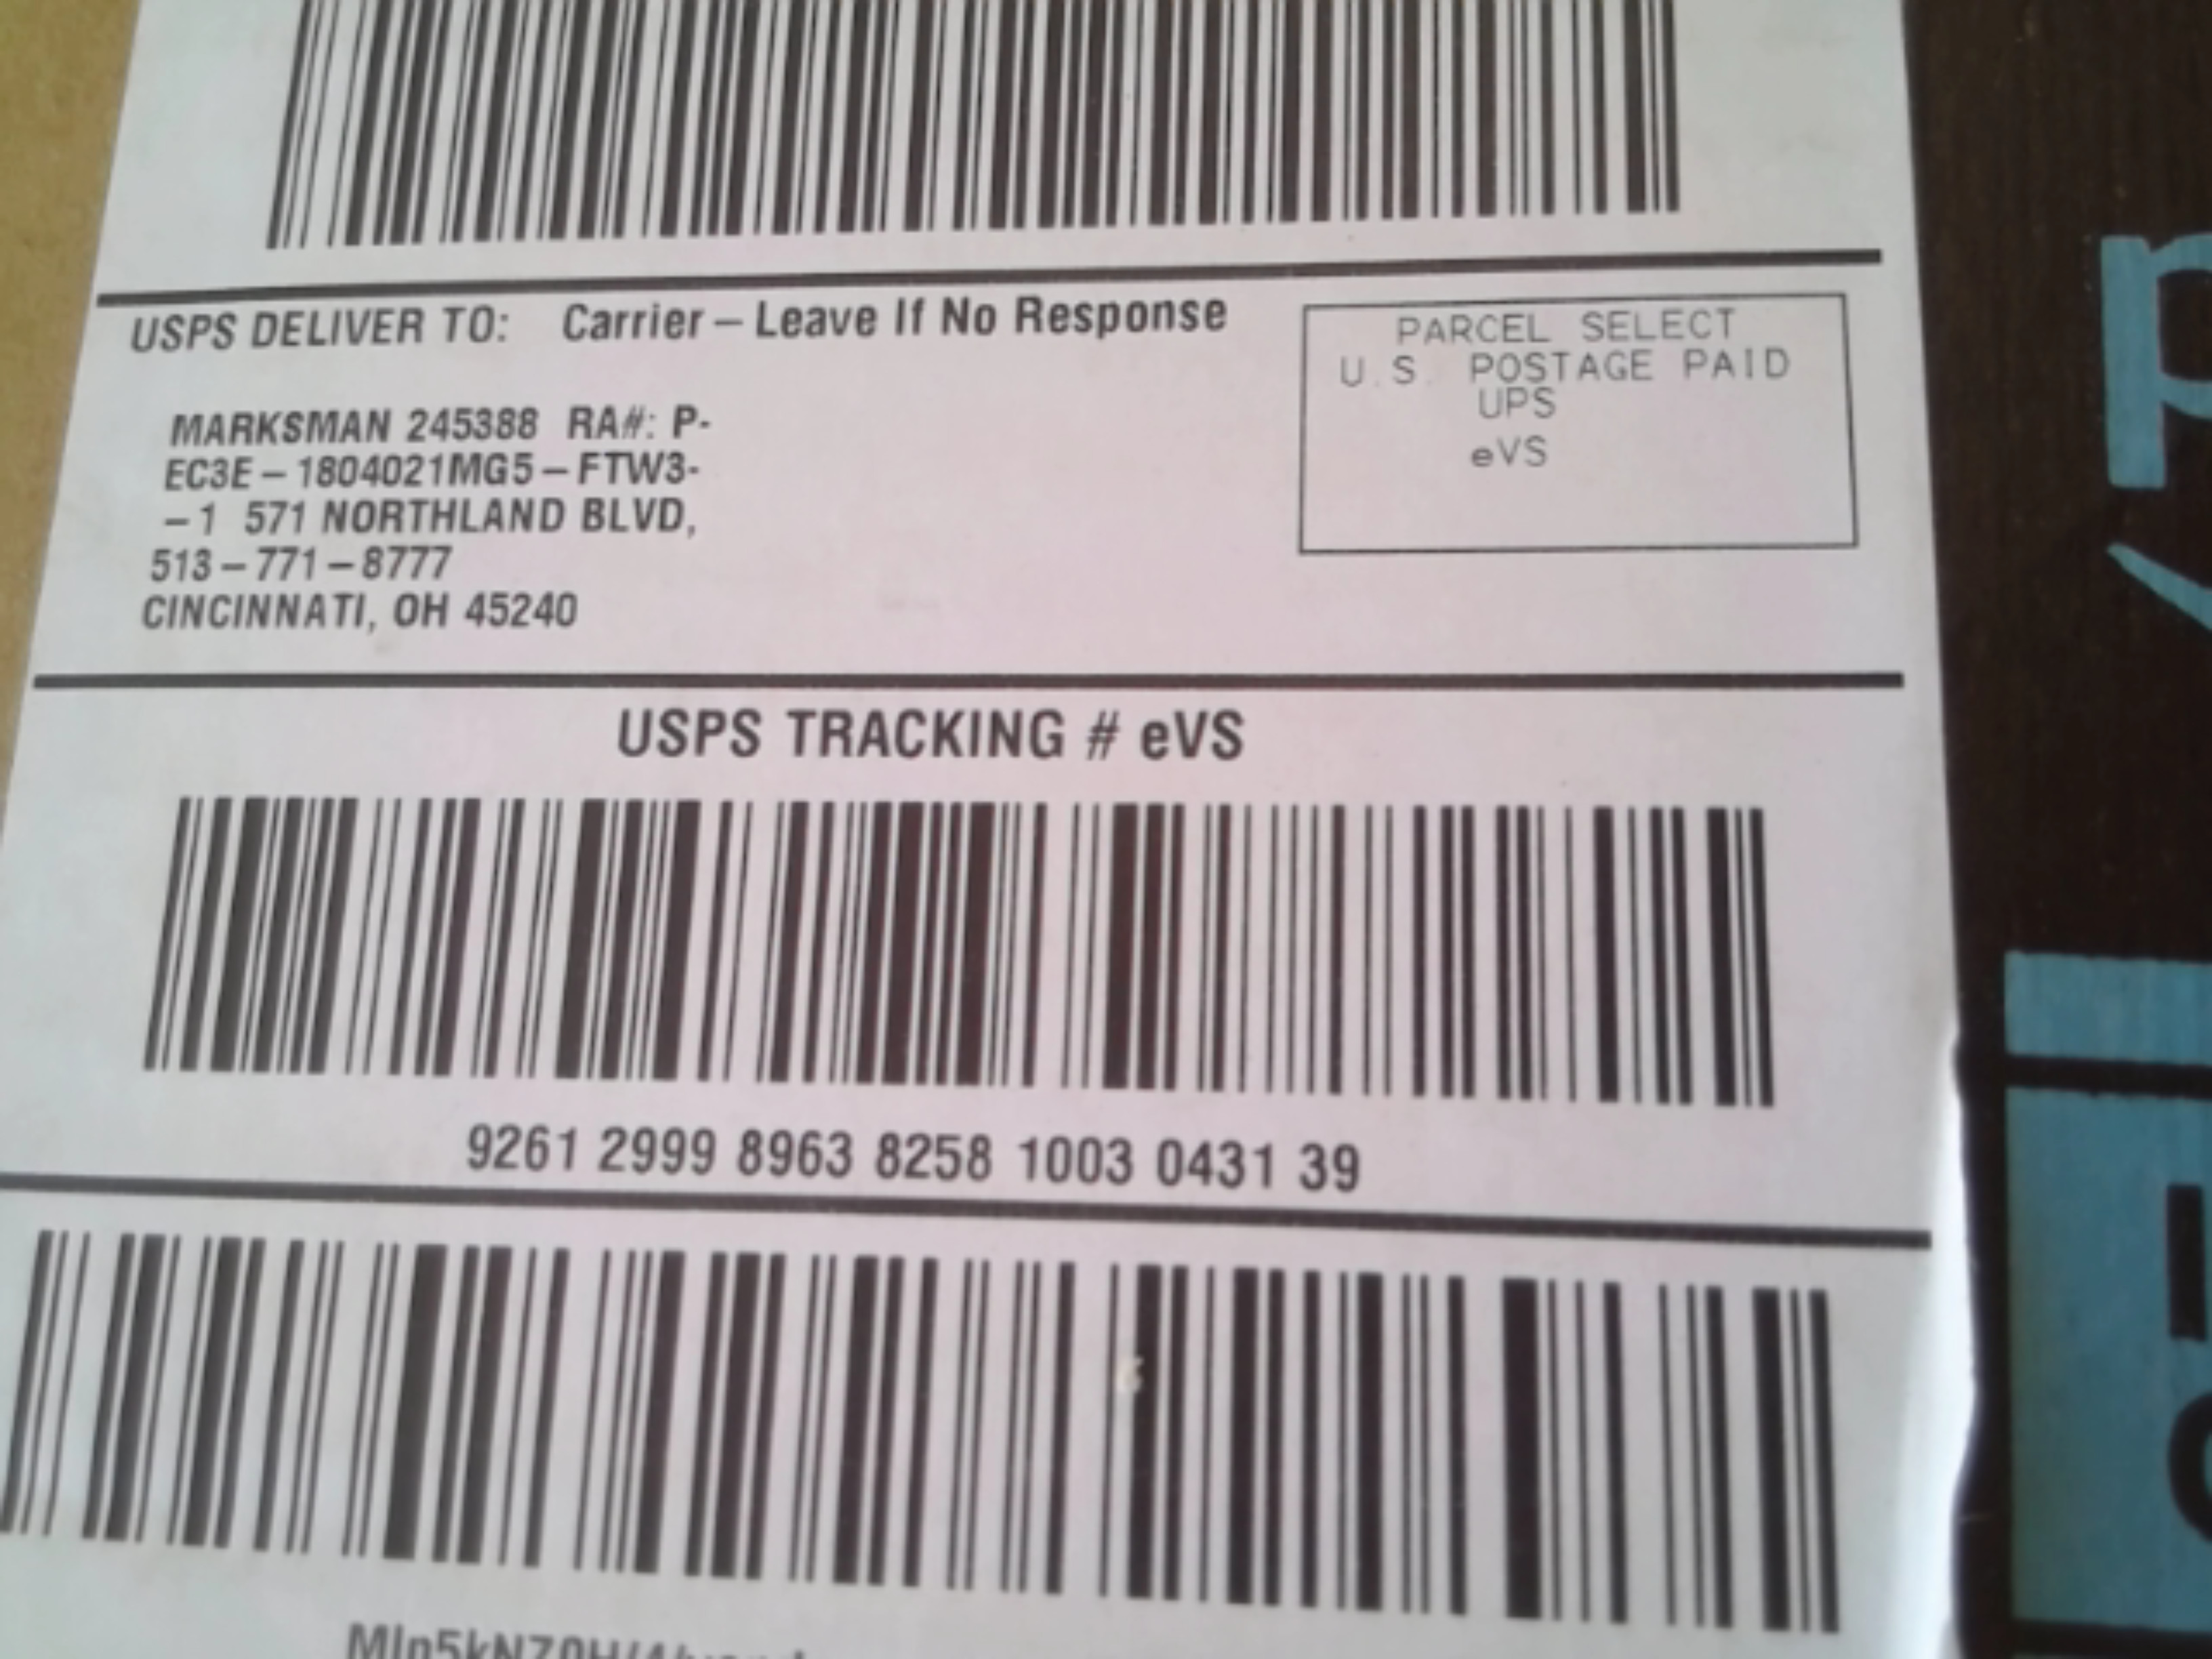 USPS DELIVER TO: Carrier – Leave If No Response
MARKSMAN 245388 RA#: P-
EC3E – 1804021MG5 – FTW3-
– 1 571 NORTHLAND BLVD,
513 – 771 – 8777
CINCINNATI, OH 45240
PARCEL SELECT
U.S. POSTAGE PAID
UPS
eVS
USPS TRACKING # eVS
9261 2999 8963 8258 1003 0431 39